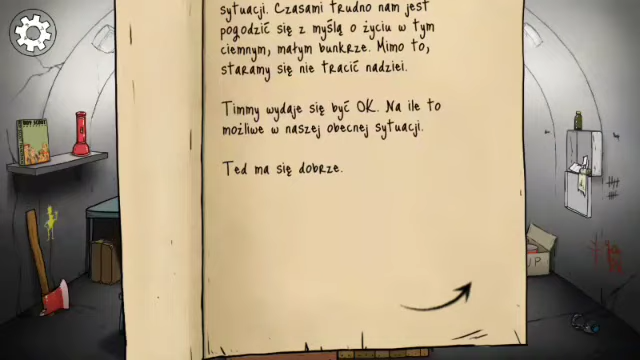 sytuacji. Czasami trudno nam jest
pogodzić się z myślą o życiu w tym
ciemnym, małym bunkrze. Mimo to,
staramy się nie tracić nadziei.
Timmy wydaje się być OK. Na ile to
możliwe w naszej obecnej sytuacji.
Ted ma się dobrze.
UP